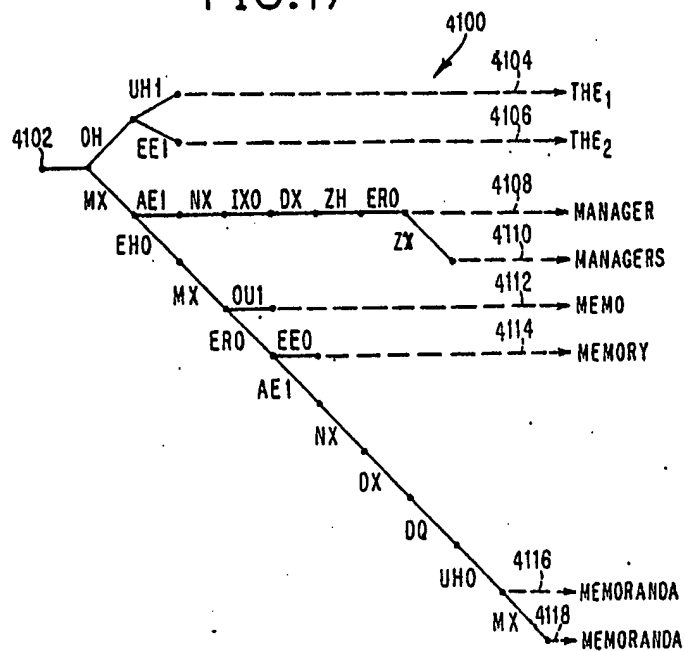 4100
UH1 4104 THE₁
4102 OH 4106
EE1 THE₂
MX AE1 NX IX0 DX ZH ER0 4108 MANAGER
EH0 ZX 4110 MANAGERS
MX OU1 4112 MEMO
ER0 EE0 4114 MEMORY
AE1
NX
DX
DQ
UH0 4116 MEMORANDA
MX 4118 MEMORANDA